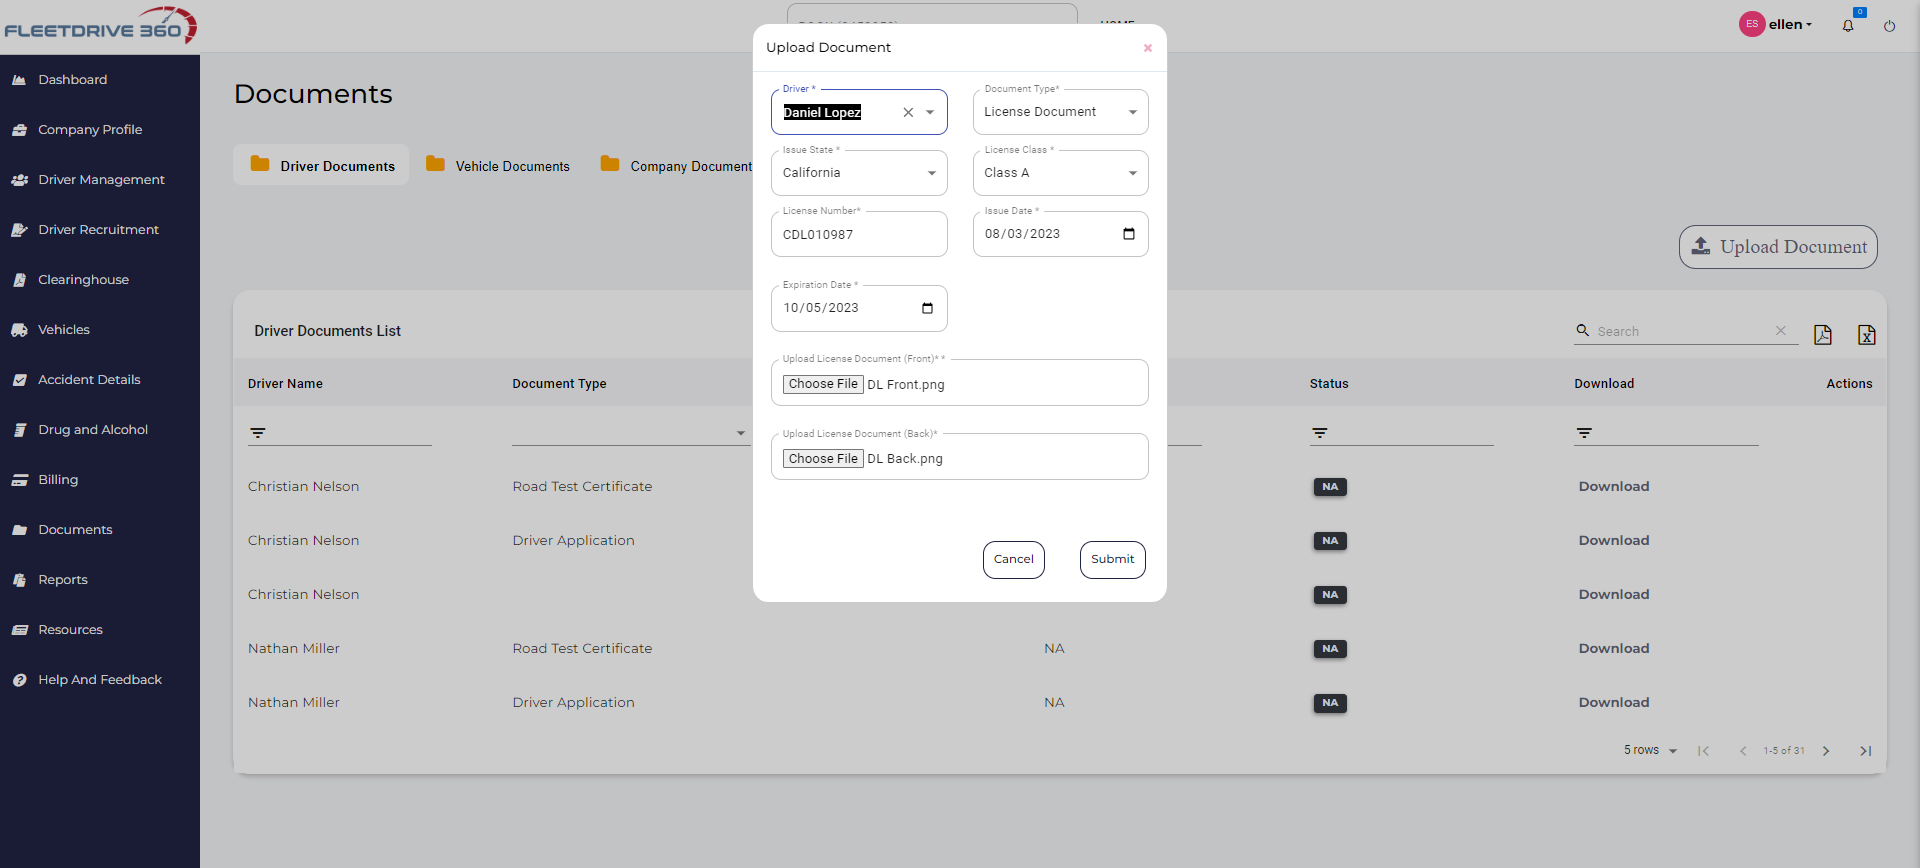 FLEETDRIVE 360
HOME
ES ellen
0
Dashboard
Company Profile
Driver Management
Driver Recruitment
Clearinghouse
Vehicles
Accident Details
Drug and Alcohol
Billing
Documents
Reports
Resources
Help And Feedback
Documents
Driver Documents
Vehicle Documents
Company Document
Upload Document
Driver Documents List
Search
Driver Name
Document Type
Status
Download
Actions
Christian Nelson Road Test Certificate NA Download
Christian Nelson Driver Application NA Download
Christian Nelson NA Download
Nathan Miller Road Test Certificate NA NA Download
Nathan Miller Driver Application NA NA Download
5 rows 1-5 of 31
Upload Document
Driver *
Daniel Lopez
Document Type*
License Document
Issue State *
California
License Class *
Class A
License Number*
CDL010987
Issue Date *
08/03/2023
Expiration Date *
10/05/2023
Upload License Document (Front)* *
Choose File DL Front.png
Upload License Document (Back)*
Choose File DL Back.png
Cancel
Submit